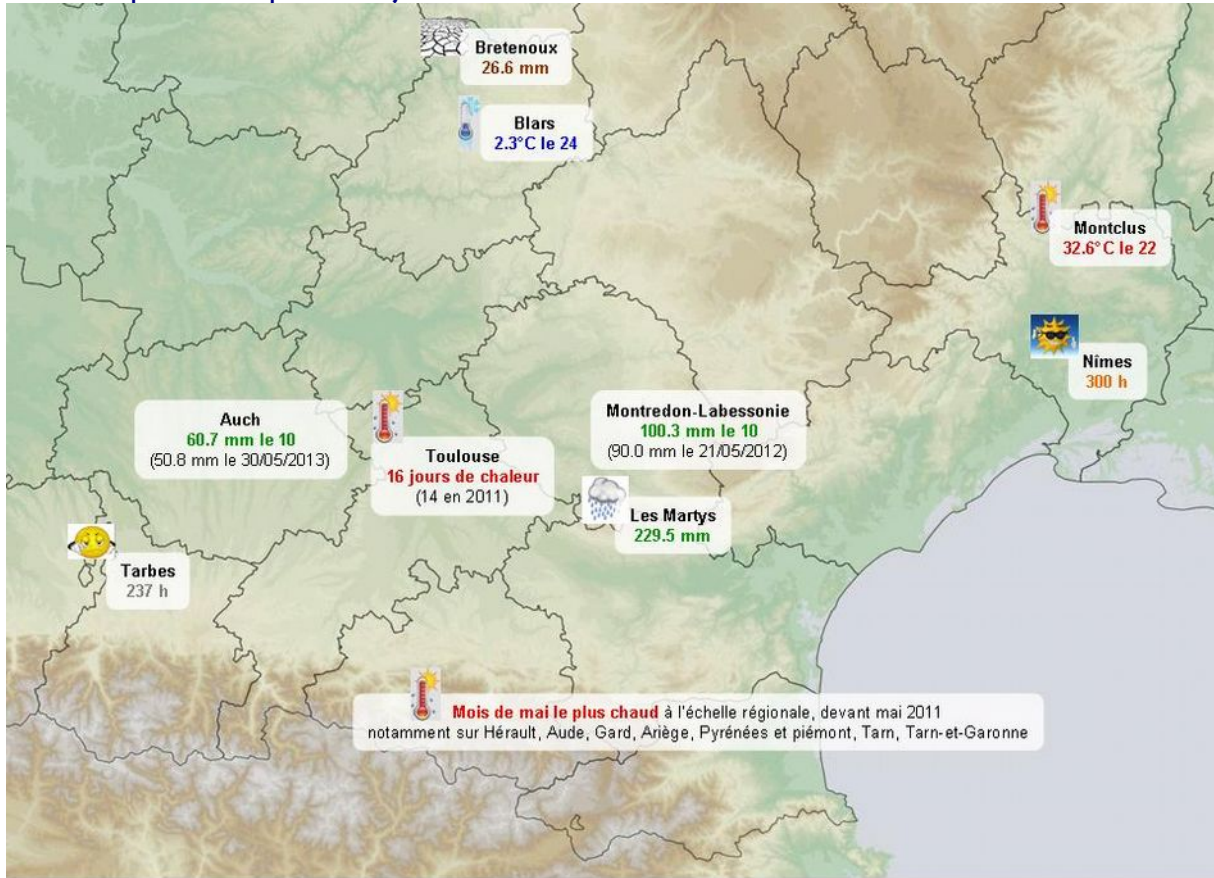 Bretenoux
26.6 mm
Blars
2.3°C le 24
Montclus
32.6°C le 22
Nîmes
300 h
Auch
60.7 mm le 10
(50.8 mm le 30/05/2013)
Toulouse
16 jours de chaleur
(14 en 2011)
Montredon-Labessonie
100.3 mm le 10
(90.0 mm le 21/05/2012)
Les Martys
229.5 mm
Tarbes
237 h
Mois de mai le plus chaud à l'échelle régionale, devant mai 2011
notamment sur Hérault, Aude, Gard, Ariège, Pyrénées et piémont, Tarn, Tarn-et-Garonne